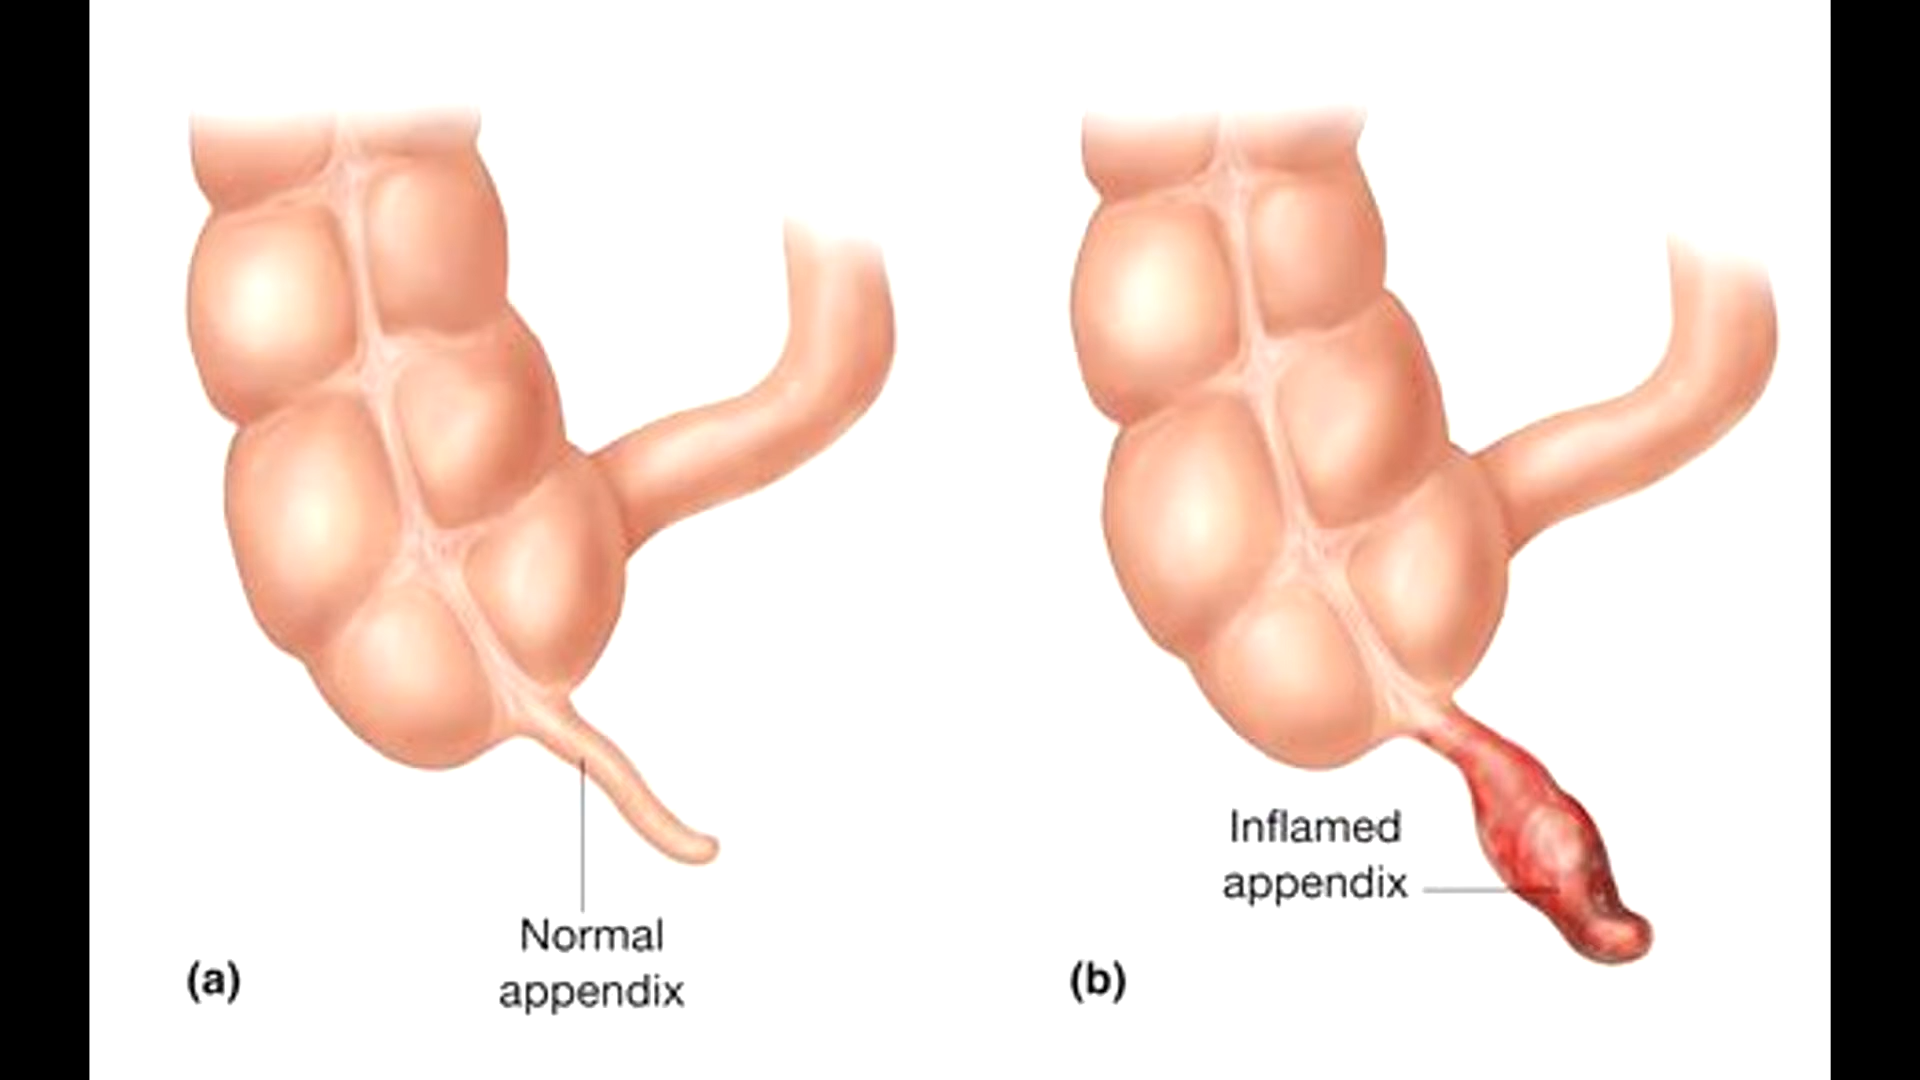 Normal
appendix
(a)
Inflamed
appendix
(b)